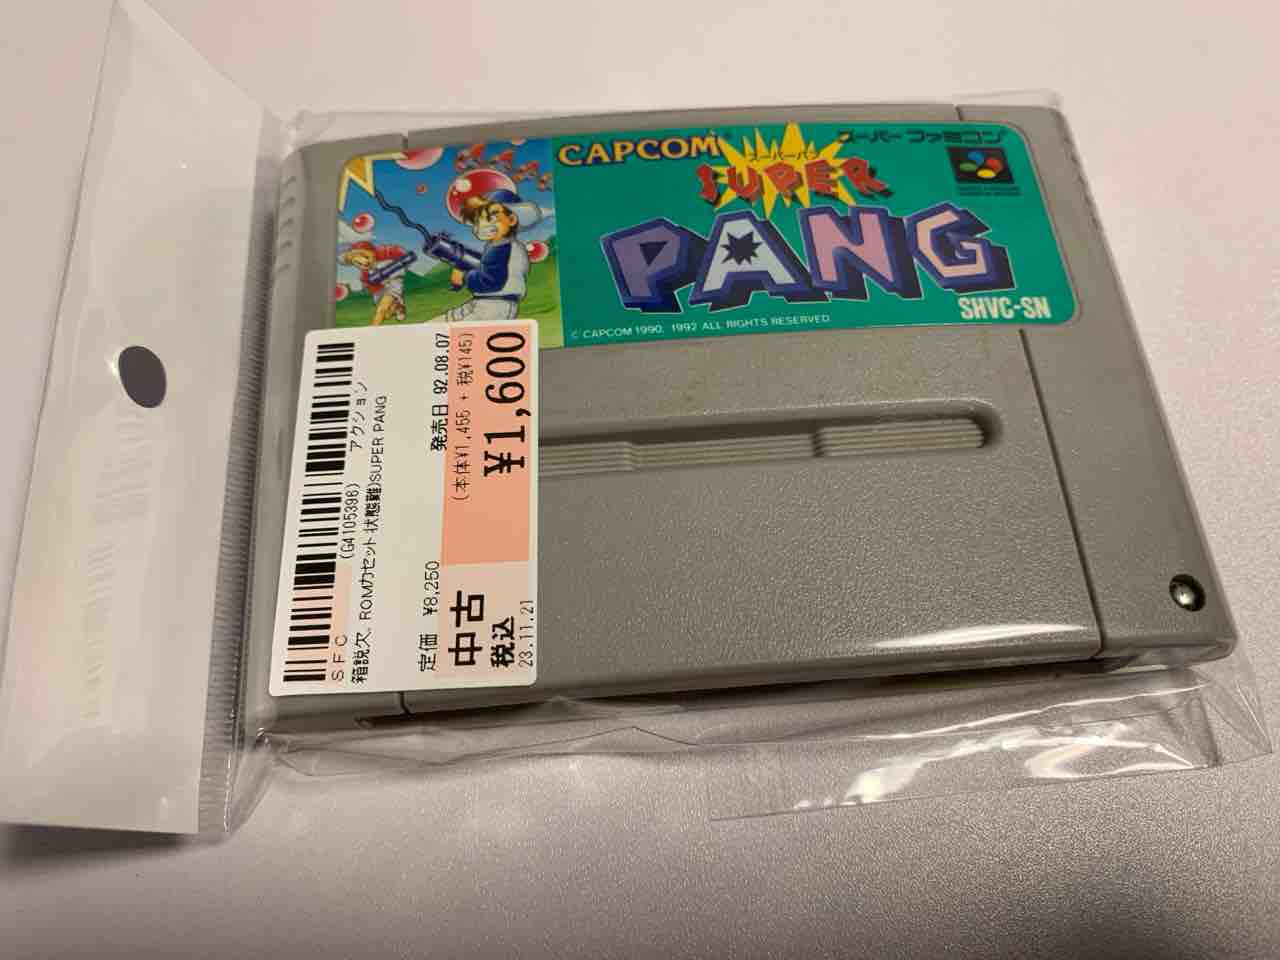 CAPCOM
スーパーパン
SUPER
PANG
スーパーファミコン
© CAPCOM 1990, 1992 ALL RIGHTS RESERVED.
SHVC-SN
SFC (G4105396) アクション
箱説欠。ROMカセット状態難)SUPER PANG
定価 ¥8,250 発売日 92.08.07
(本体¥1,455 + 税¥145)
中古 ¥1,600
税込
23.11.21